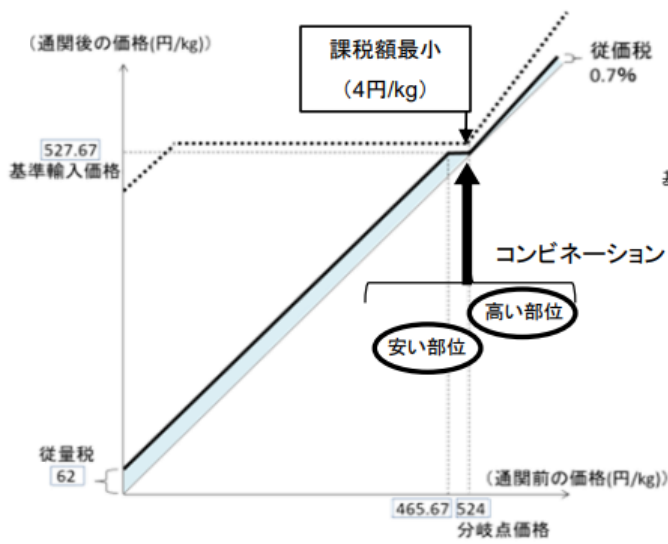 （通関後の価格(円/kg)）
課税額最小
（4円/kg）
従価税
0.7%
527.67
基準輸入価格
コンビネーション
高い部位
安い部位
従量税
62
（通関前の価格(円/kg)）
465.67
524
分岐点価格